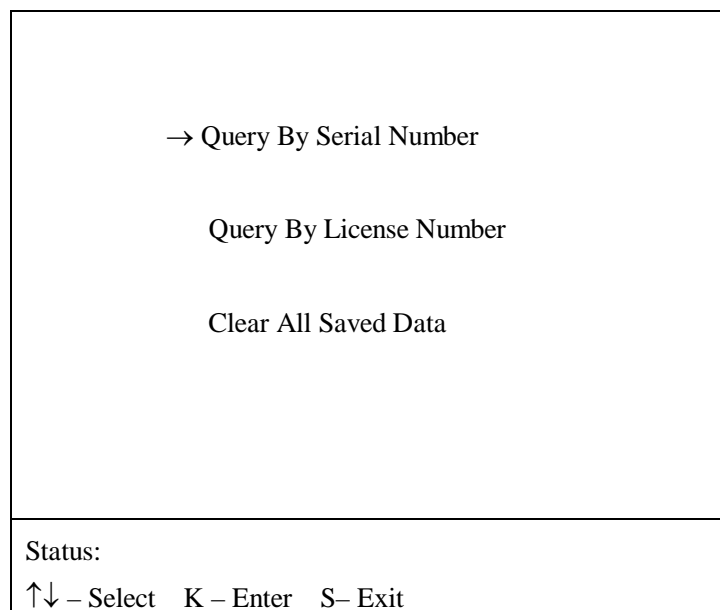 → Query By Serial Number
Query By License Number
Clear All Saved Data
Status:
↑↓ – Select K – Enter S– Exit